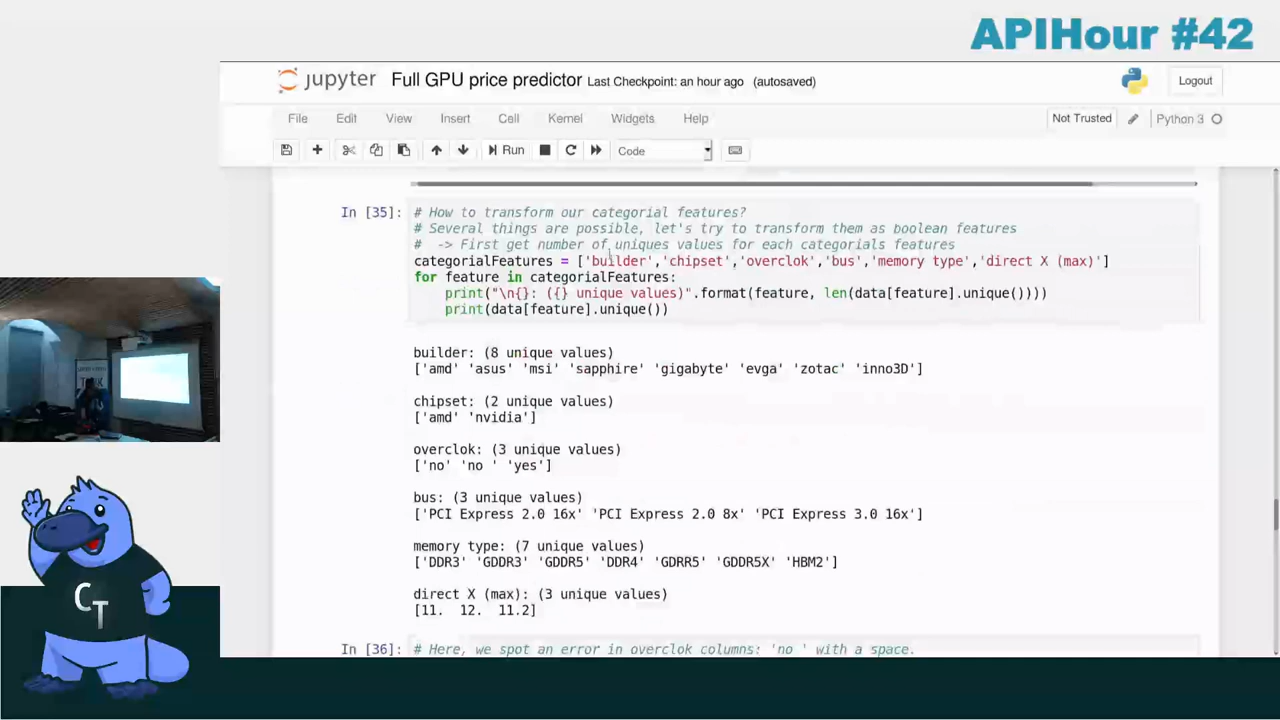 APIHour #42
jupyter Full GPU price predictor Last Checkpoint: an hour ago (autosaved)
Logout
File Edit View Insert Cell Kernel Widgets Help
Not Trusted Python 3
Run Code
In [35]: # How to transform our categorial features?
# Several things are possible, let's try to transform them as boolean features
# -> First get number of uniques values for each categorials features
categorialFeatures = ['builder','chipset','overclok','bus','memory type','direct X (max)']
for feature in categorialFeatures:
print("\n{}: ({} unique values)".format(feature, len(data[feature].unique())))
print(data[feature].unique())
builder: (8 unique values)
['amd' 'asus' 'msi' 'sapphire' 'gigabyte' 'evga' 'zotac' 'inno3D']
chipset: (2 unique values)
['amd' 'nvidia']
overclok: (3 unique values)
['no' 'no ' 'yes']
bus: (3 unique values)
['PCI Express 2.0 16x' 'PCI Express 2.0 8x' 'PCI Express 3.0 16x']
memory type: (7 unique values)
['DDR3' 'GDDR3' 'GDDR5' 'DDR4' 'GDRR5' 'GDDR5X' 'HBM2']
direct X (max): (3 unique values)
[11. 12. 11.2]
In [36]: # Here, we spot an error in overclok columns: 'no ' with a space.
CT